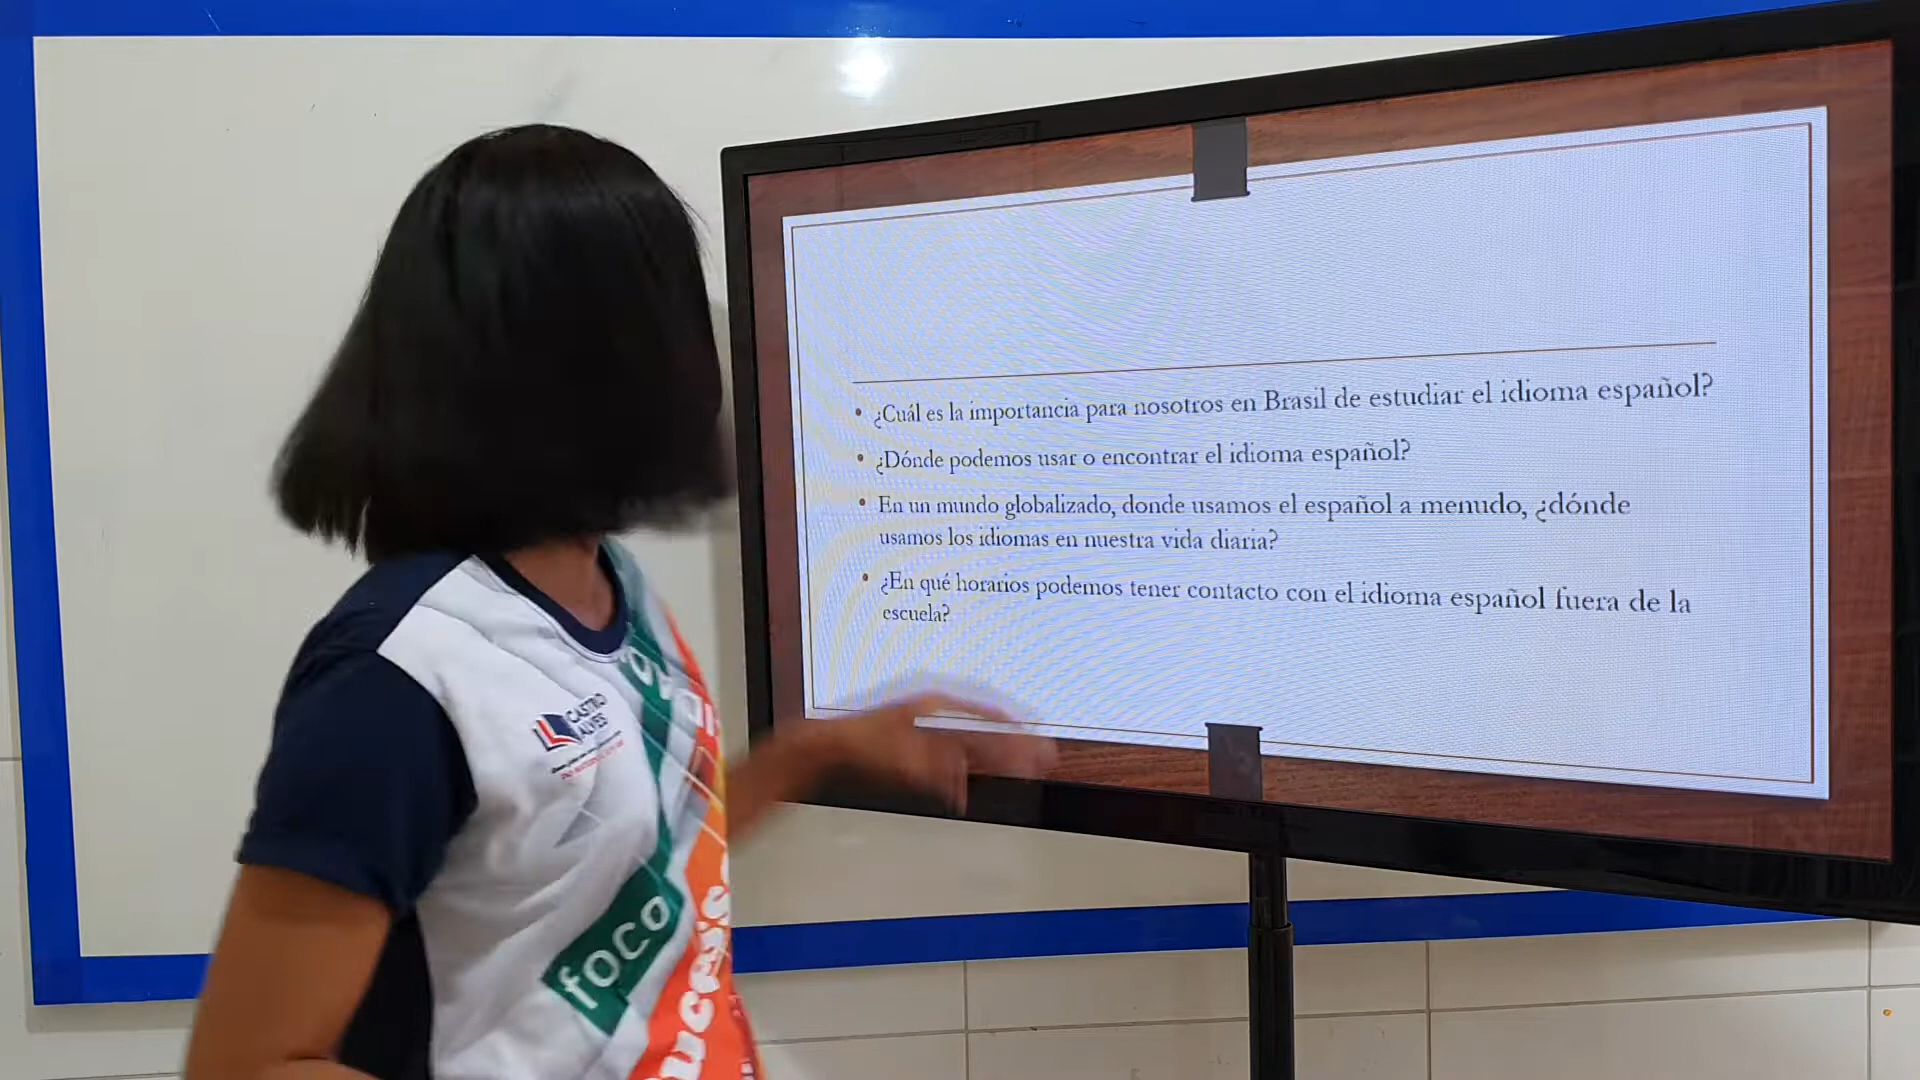 • ¿Cuál es la importancia para nosotros en Brasil de estudiar el idioma español?
• ¿Dónde podemos usar o encontrar el idioma español?
• En un mundo globalizado, donde usamos el español a menudo, ¿dónde
usamos los idiomas en nuestra vida diaria?
• ¿En qué horarios podemos tener contacto con el idioma español fuera de la
escuela?
CASTRO
ALVES
foco